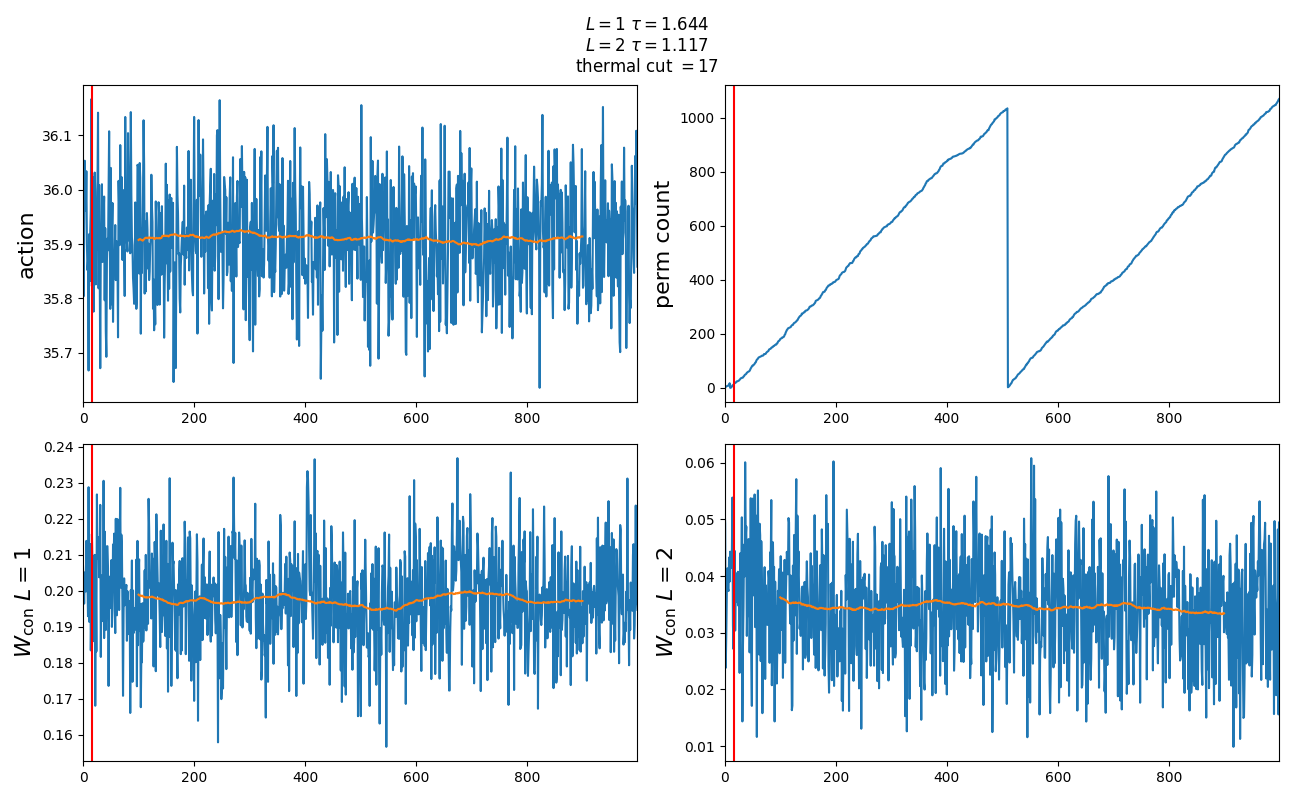 L = 1 τ = 1.644
L = 2 τ = 1.117
thermal cut = 17
action
36.1
36.0
35.9
35.8
35.7
0 200 400 600 800
perm count
1000
800
600
400
200
0
0 200 400 600 800
W_con L = 1
0.24
0.23
0.22
0.21
0.20
0.19
0.18
0.17
0.16
0 200 400 600 800
W_con L = 2
0.06
0.05
0.04
0.03
0.02
0.01
0 200 400 600 800